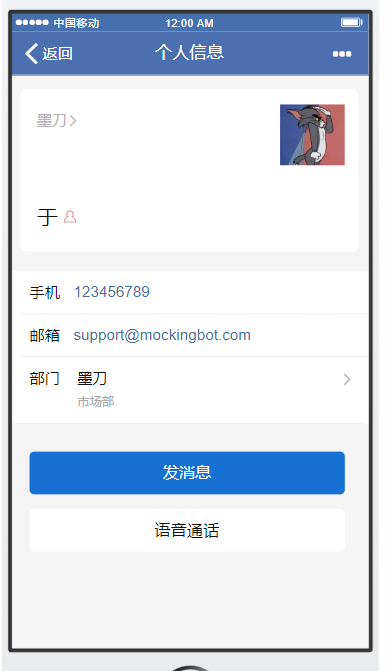 中国移动 12:00 AM
返回 个人信息
墨刀
于
手机 123456789
邮箱 support@mockingbot.com
部门 墨刀
市场部
发消息
语音通话